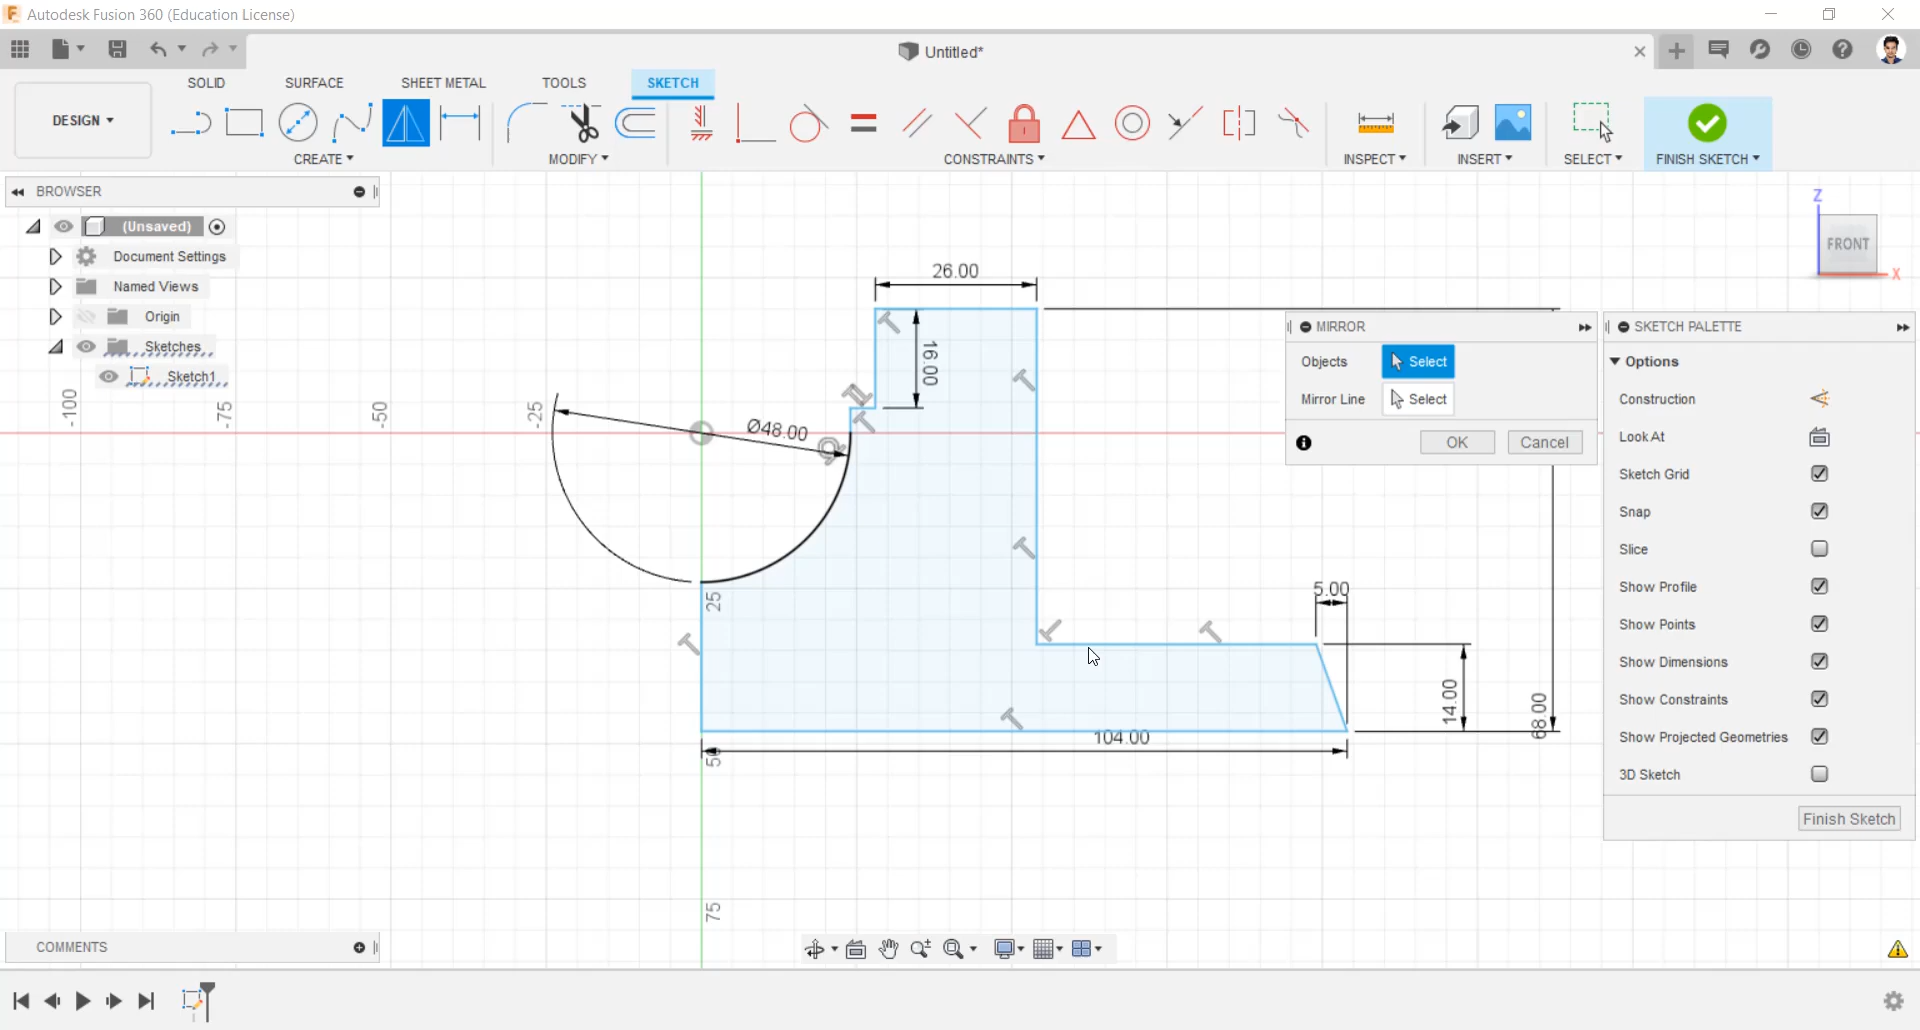 Autodesk Fusion 360 (Education License)
Untitled*
SOLID
SURFACE
SHEET METAL
TOOLS
SKETCH
DESIGN
CREATE
MODIFY
CONSTRAINTS
INSPECT
INSERT
SELECT
FINISH SKETCH
BROWSER
(Unsaved)
Document Settings
Named Views
Origin
Sketches
Sketch1
-100
-75
-50
-25
25
50
75
26.00
16.00
Ø48.00
5.00
14.00
68.00
104.00
Z
FRONT
X
MIRROR
Objects
Select
Mirror Line
Select
OK
Cancel
SKETCH PALETTE
Options
Construction
Look At
Sketch Grid
Snap
Slice
Show Profile
Show Points
Show Dimensions
Show Constraints
Show Projected Geometries
3D Sketch
Finish Sketch
COMMENTS